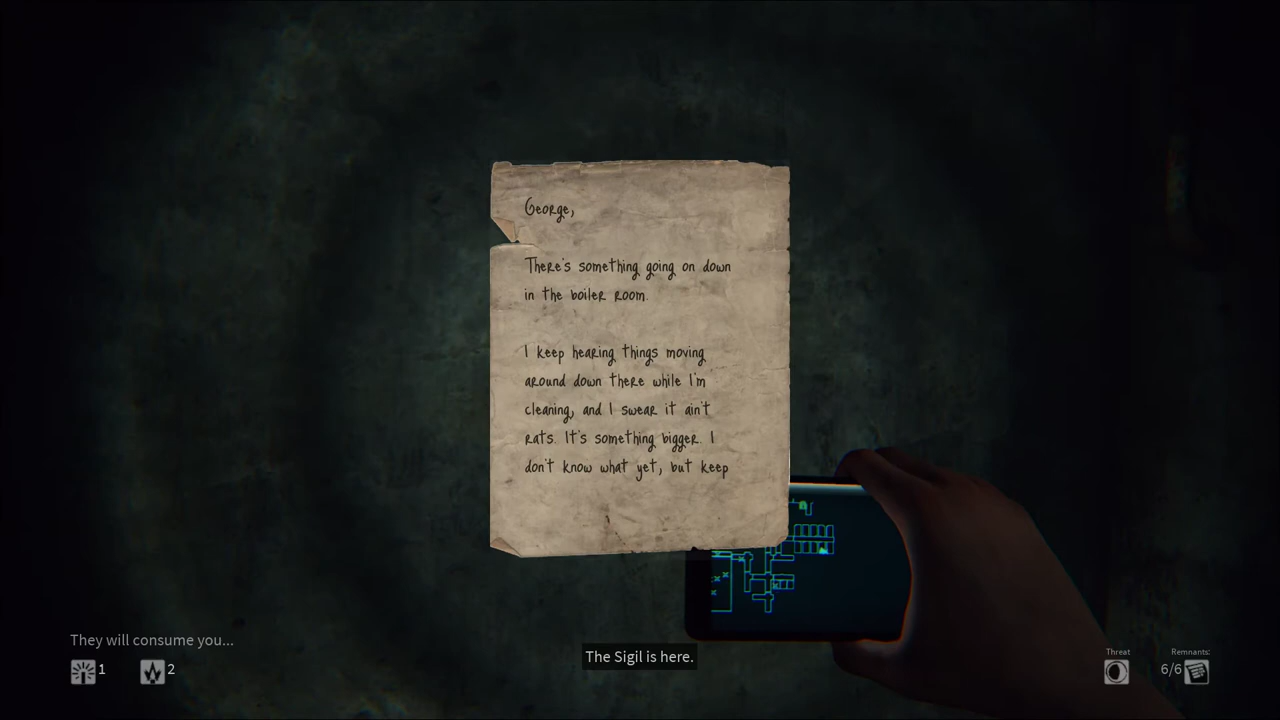 George,
There's something going on down
in the boiler room.
I keep hearing things moving
around down there while I'm
cleaning, and I swear it ain't
rats. It's something bigger. I
don't know what yet, but keep
They will consume you...
1
2
The Sigil is here.
Threat
Remnants:
6/6